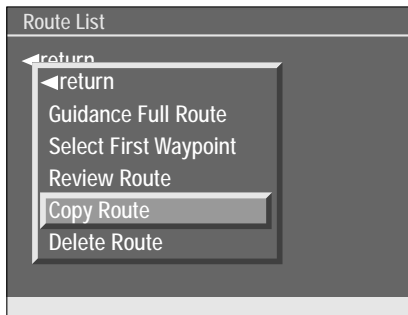 Route List
◄return
◄return
Guidance Full Route
Select First Waypoint
Review Route
Copy Route
Delete Route